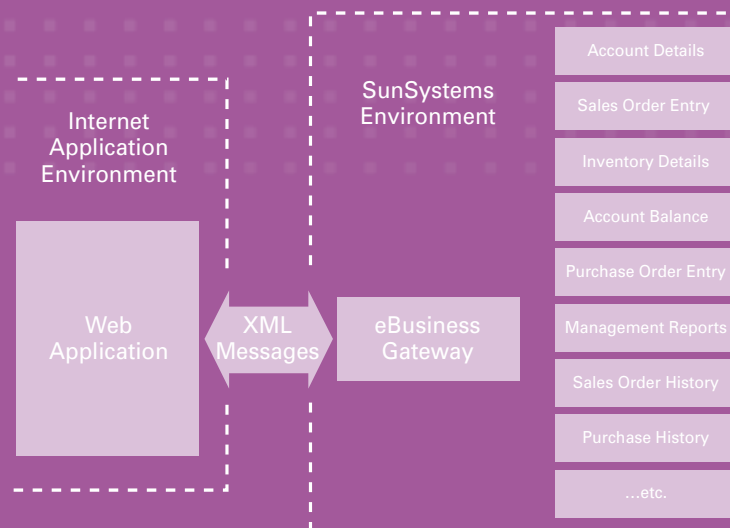 Internet
Application
Environment
Web
Application
XML
Messages
SunSystems
Environment
eBusiness
Gateway
Account Details
Sales Order Entry
Inventory Details
Account Balance
Purchase Order Entry
Management Reports
Sales Order History
Purchase History
…etc.